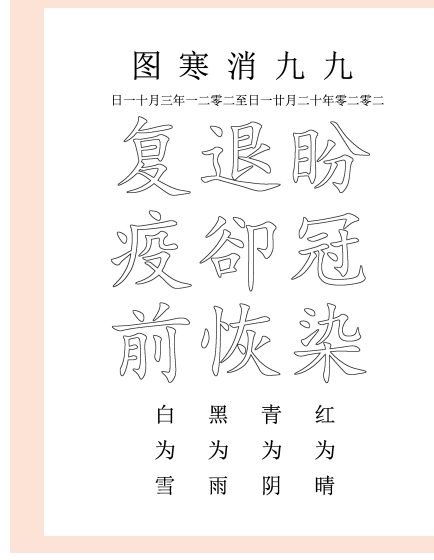 九九消寒图
二零二零年十二月廿一日至二零二一年三月十一日
盼冠染
退卻恢
复疫前
红为晴
青为阴
黑为雨
白为雪